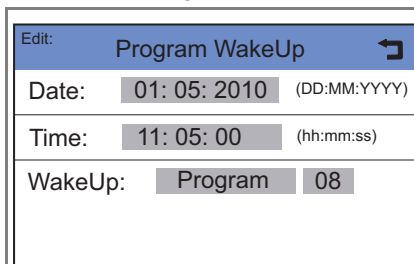 Edit:
Program WakeUp
Date: 01: 05: 2010 (DD:MM:YYYY)
Time: 11: 05: 00 (hh:mm:ss)
WakeUp: Program 08